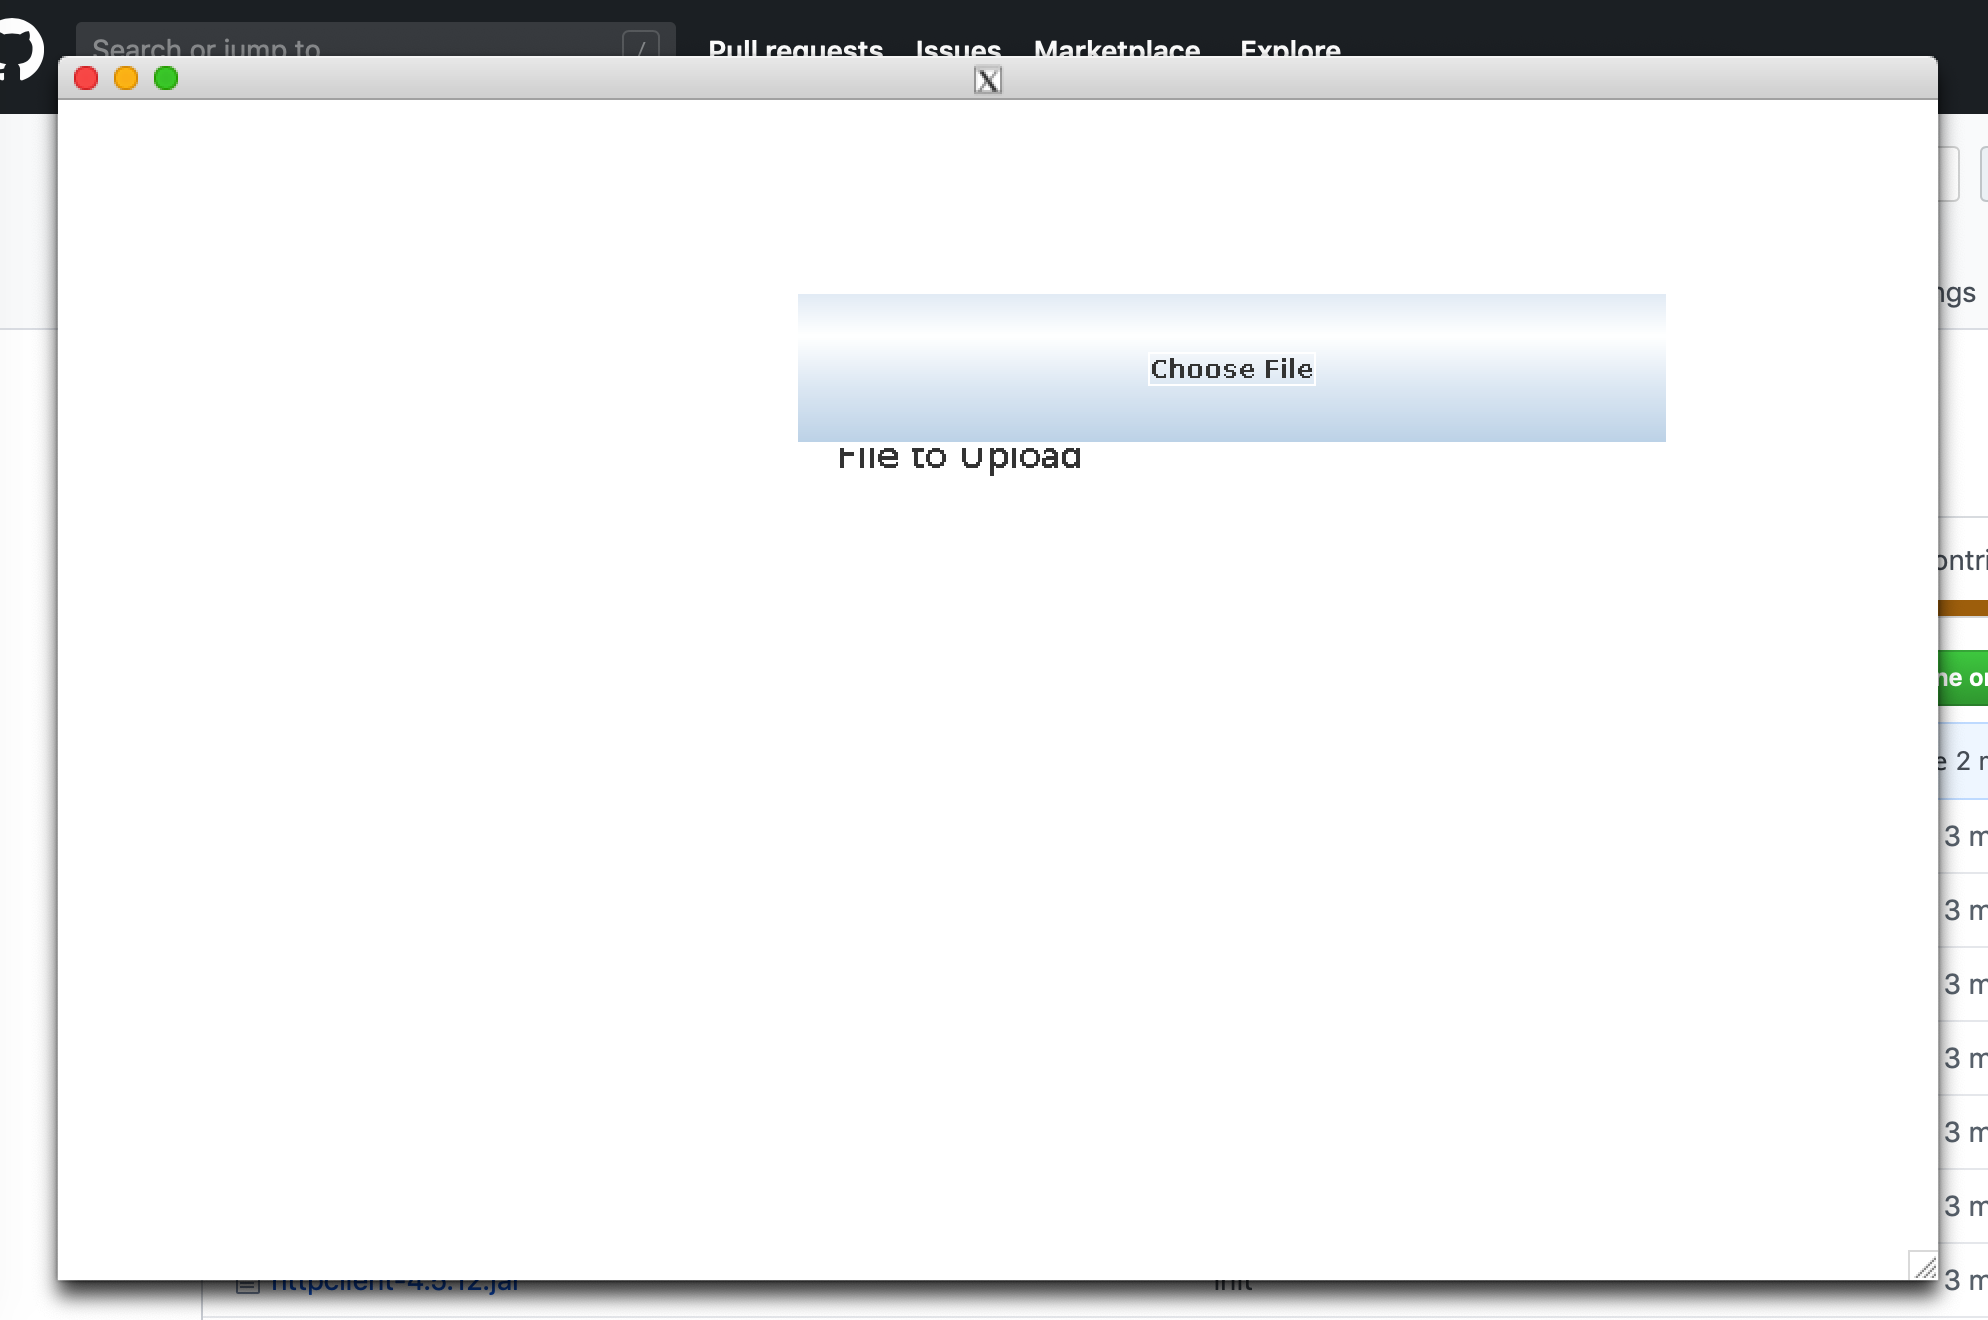 Search or jump to /
Pull requests Issues Marketplace Explore
X
Choose File
File to Upload
ngs
ontri
ne or
e 2 m
3 m
3 m
3 m
3 m
3 m
3 m
httpclient-4.5.12.jar init 3 m